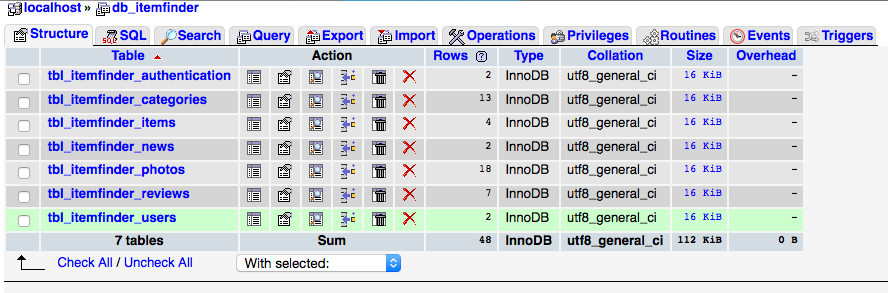 localhost » db_itemfinder
Structure SQL Search Query Export Import Operations Privileges Routines Events Triggers
Table Action Rows ? Type Collation Size Overhead
tbl_itemfinder_authentication 2 InnoDB utf8_general_ci 16 KiB –
tbl_itemfinder_categories 13 InnoDB utf8_general_ci 16 KiB –
tbl_itemfinder_items 4 InnoDB utf8_general_ci 16 KiB –
tbl_itemfinder_news 2 InnoDB utf8_general_ci 16 KiB –
tbl_itemfinder_photos 18 InnoDB utf8_general_ci 16 KiB –
tbl_itemfinder_reviews 7 InnoDB utf8_general_ci 16 KiB –
tbl_itemfinder_users 2 InnoDB utf8_general_ci 16 KiB –
7 tables Sum 48 InnoDB utf8_general_ci 112 KiB 0 B
Check All / Uncheck All With selected: